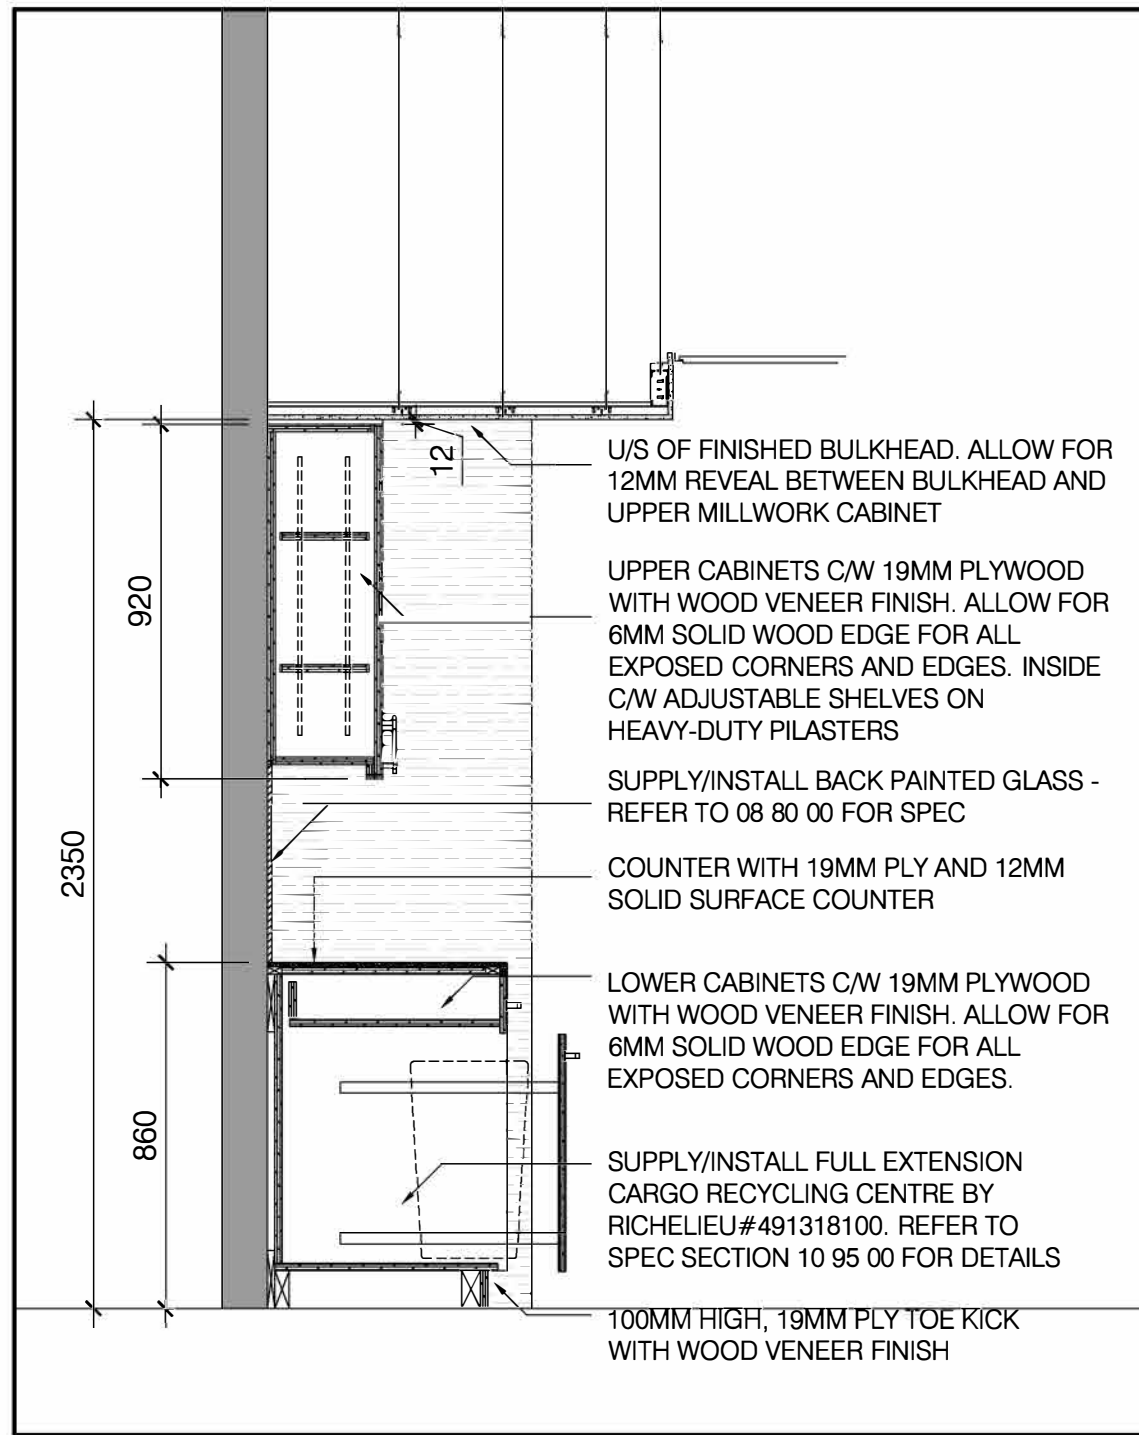 12
U/S OF FINISHED BULKHEAD. ALLOW FOR
12MM REVEAL BETWEEN BULKHEAD AND
UPPER MILLWORK CABINET
920
UPPER CABINETS C/W 19MM PLYWOOD
WITH WOOD VENEER FINISH. ALLOW FOR
6MM SOLID WOOD EDGE FOR ALL
EXPOSED CORNERS AND EDGES. INSIDE
C/W ADJUSTABLE SHELVES ON
HEAVY-DUTY PILASTERS
SUPPLY/INSTALL BACK PAINTED GLASS -
REFER TO 08 80 00 FOR SPEC
2350
COUNTER WITH 19MM PLY AND 12MM
SOLID SURFACE COUNTER
LOWER CABINETS C/W 19MM PLYWOOD
WITH WOOD VENEER FINISH. ALLOW FOR
6MM SOLID WOOD EDGE FOR ALL
EXPOSED CORNERS AND EDGES.
860
SUPPLY/INSTALL FULL EXTENSION
CARGO RECYCLING CENTRE BY
RICHELIEU#491318100. REFER TO
SPEC SECTION 10 95 00 FOR DETAILS
100MM HIGH, 19MM PLY TOE KICK
WITH WOOD VENEER FINISH